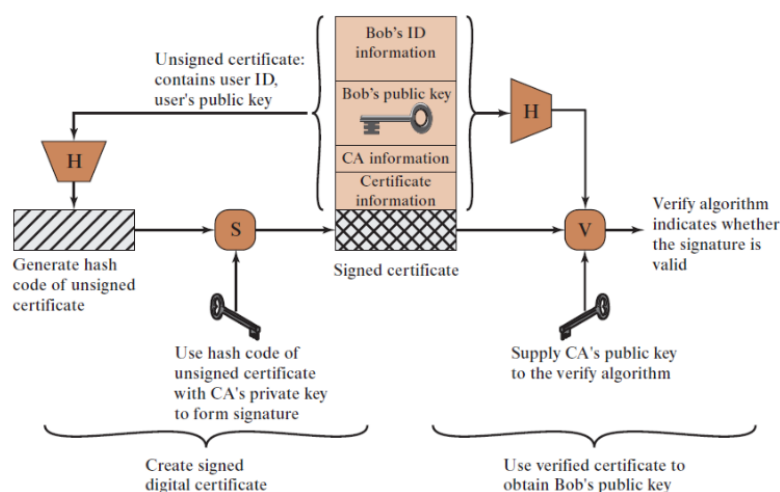 Unsigned certificate:
contains user ID,
user's public key
Bob's ID
information
Bob's public key
CA information
Certificate
information
H
H
S
V
Generate hash
code of unsigned
certificate
Signed certificate
Verify algorithm
indicates whether
the signature is
valid
Use hash code of
unsigned certificate
with CA's private key
to form signature
Supply CA's public key
to the verify algorithm
Create signed
digital certificate
Use verified certificate to
obtain Bob's public key